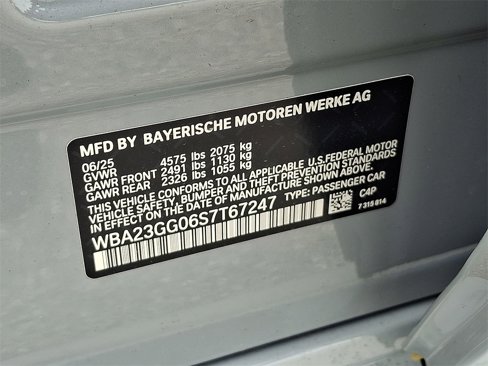 MFD BY BAYERISCHE MOTOREN WERKE AG
06/25 4575 lbs 2075 kg
GVWR
GAWR FRONT 2491 lbs 1130 kg
GAWR REAR 2326 lbs 1055 kg
THIS VEHICLE CONFORMS TO ALL APPLICABLE U.S. FEDERAL MOTOR
VEHICLE SAFETY, BUMPER AND THEFT PREVENTION STANDARDS
IN EFFECT ON THE DATE OF MANUFACTURE SHOWN ABOVE.
WBA23GG06S7T67247 TYPE: PASSENGER CAR
C4P
7 315 814